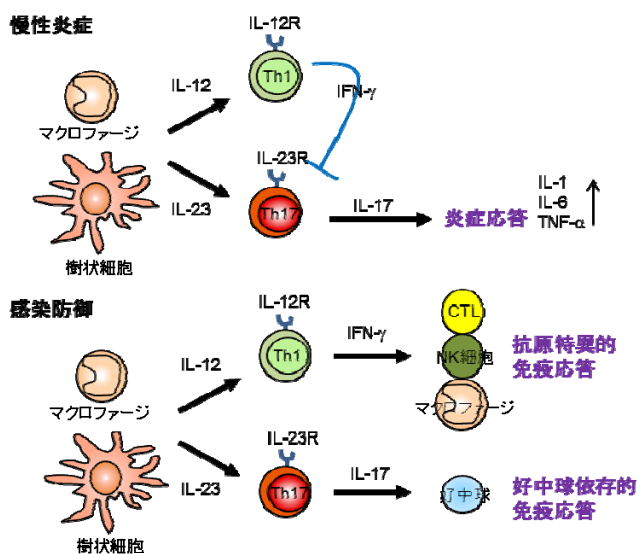 慢性炎症
IL-12R
Th1
IL-12
IFN-γ
マクロファージ
IL-23R
Th17
IL-23
IL-17
炎症応答
IL-1
IL-6
TNF-α
樹状細胞
感染防御
IL-12R
Th1
IL-12
IFN-γ
CTL
NK細胞
マクロファージ
抗原特異的
免疫応答
マクロファージ
IL-23R
Th17
IL-23
IL-17
好中球
好中球依存的
免疫応答
樹状細胞